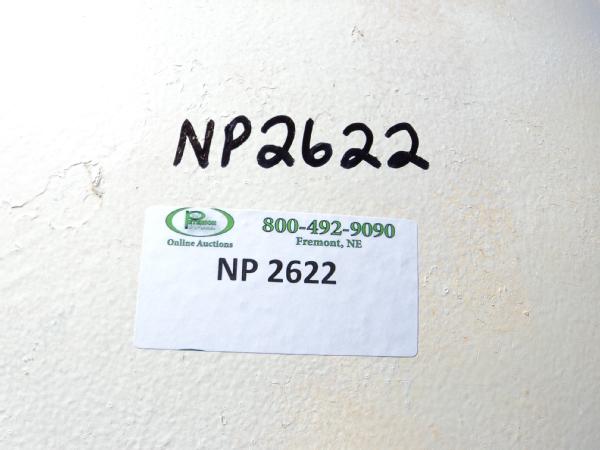 NP2622
800-492-9090
Fremont, NE
Online Auctions
NP 2622